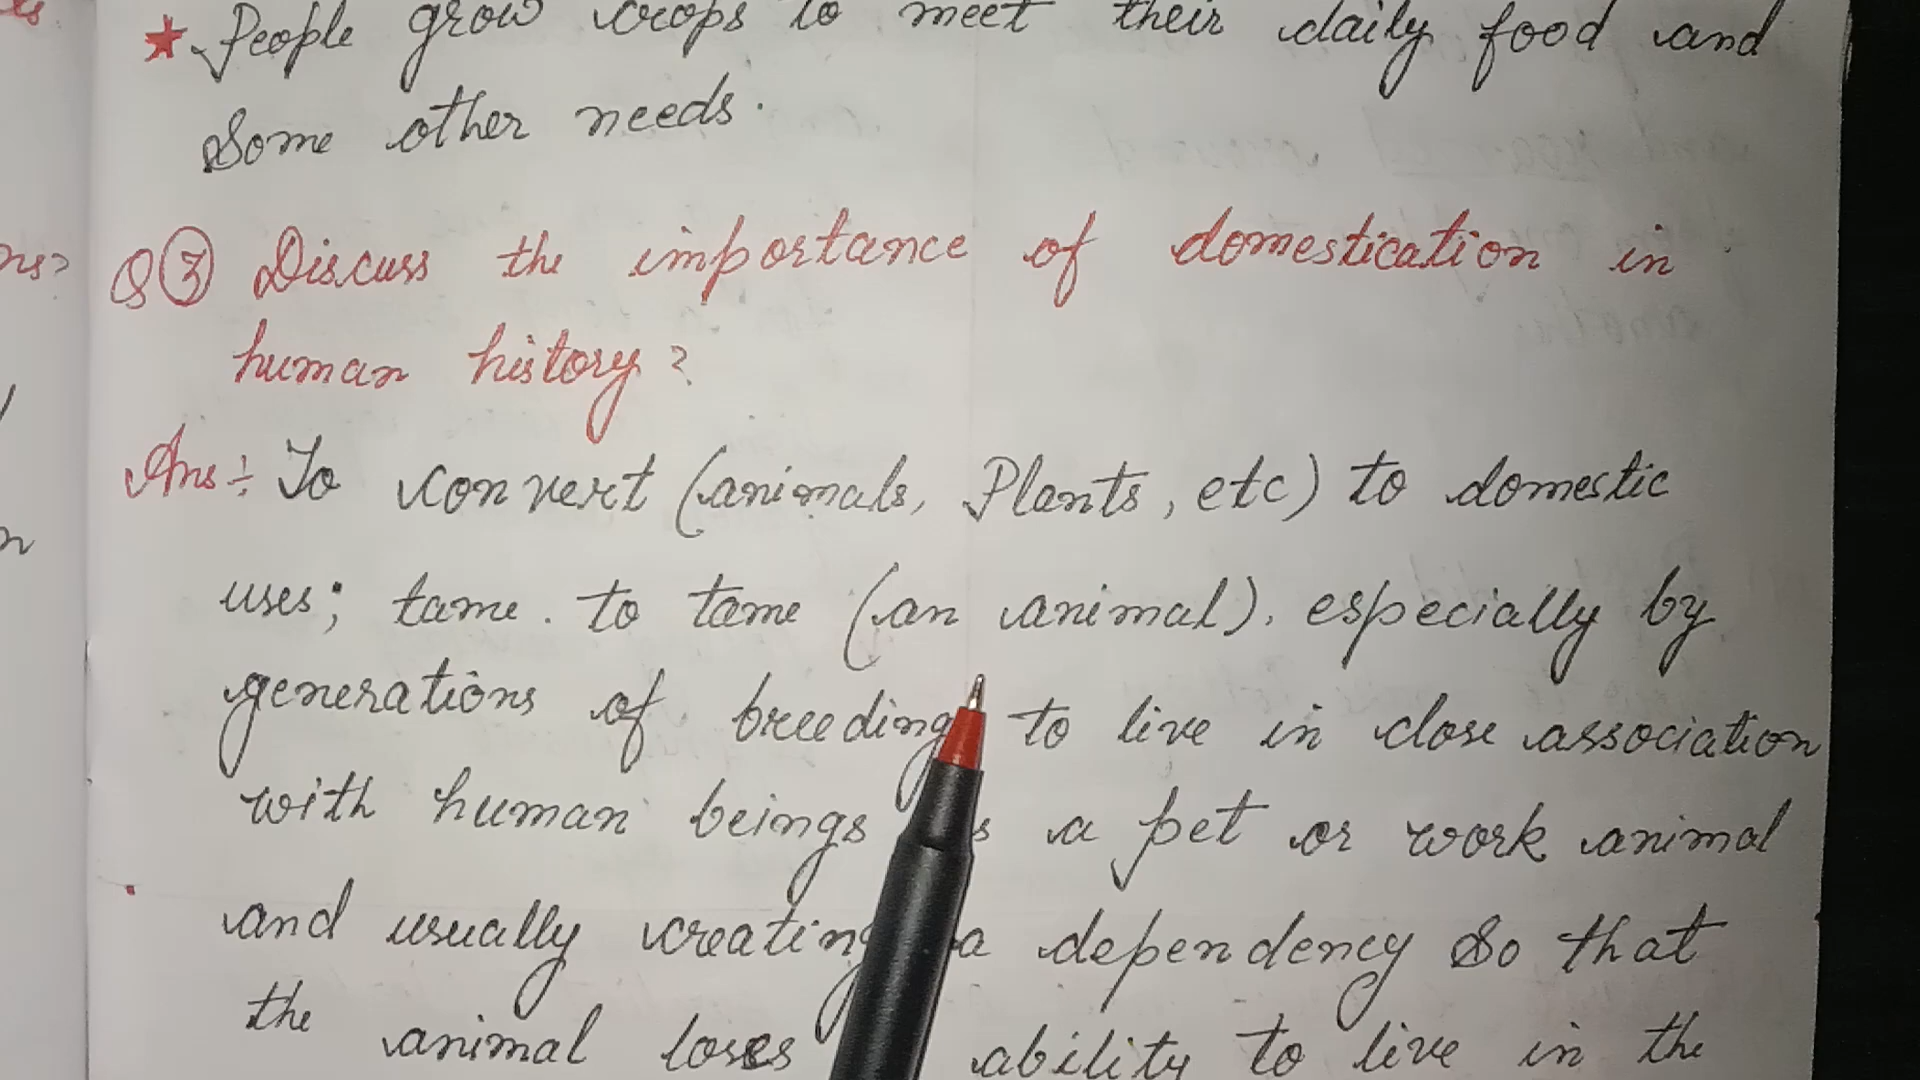 ★ People grow crops to meet their daily food and
Some other needs.
Q③ Discuss the importance of domestication in
human history?
Ans÷ To convert (animals, Plants, etc) to domestic
uses; tame. to tame (an animal), especially by
generations of breeding to live in close association
with human beings a pet or work animal
and usually creating a dependency So that
the animal loses ability to live in the